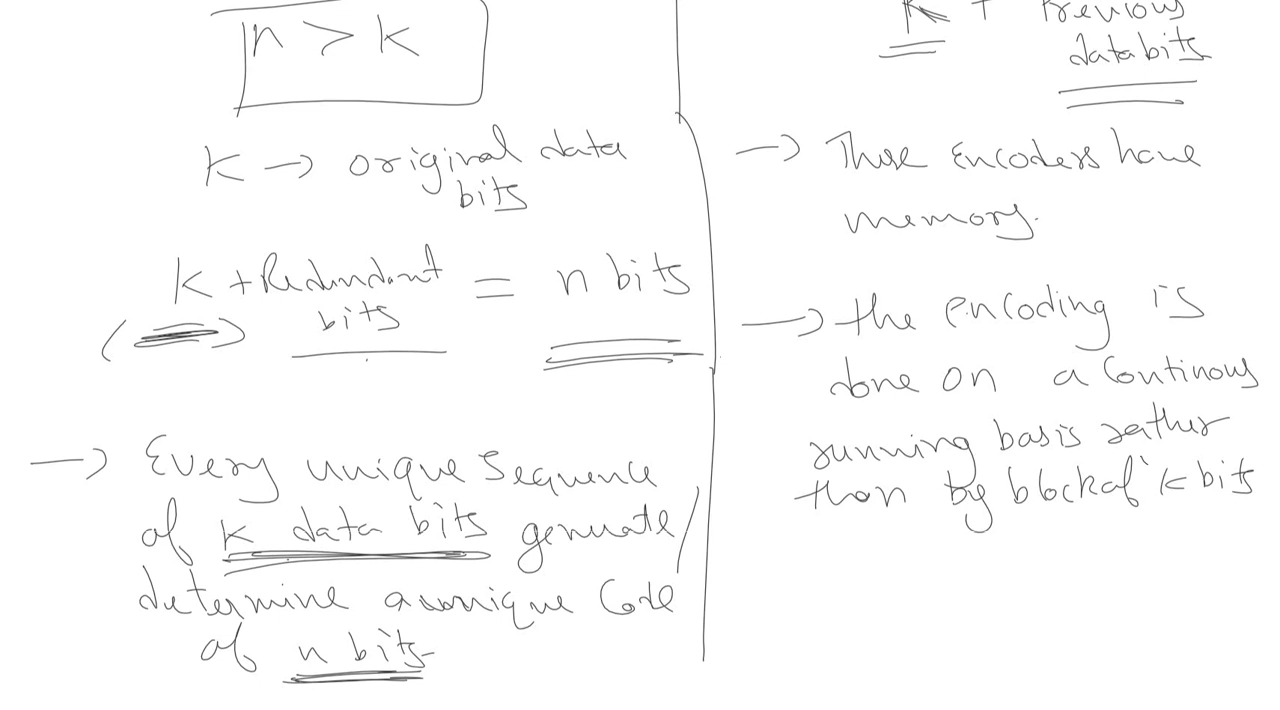 n > k
K → original data
bits
K + Redundant = n bits
( ) bits
→ Every unique sequence
of k data bits generate/
determine a unique code
of n bits
K + Previous
data bits
→ These Encoders have
memory.
→ the encoding is
done on a continous
running basis rather
than by block of 'k bits